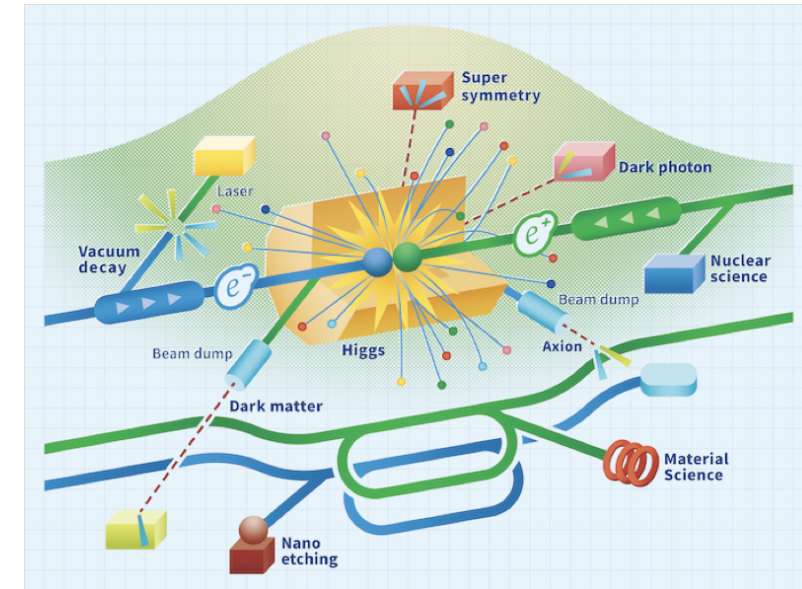 Super
symmetry
Dark photon
Laser
Vacuum
decay
e+
e−
Nuclear
science
Beam dump
Axion
Higgs
Beam dump
Dark matter
Material
Science
Nano
etching